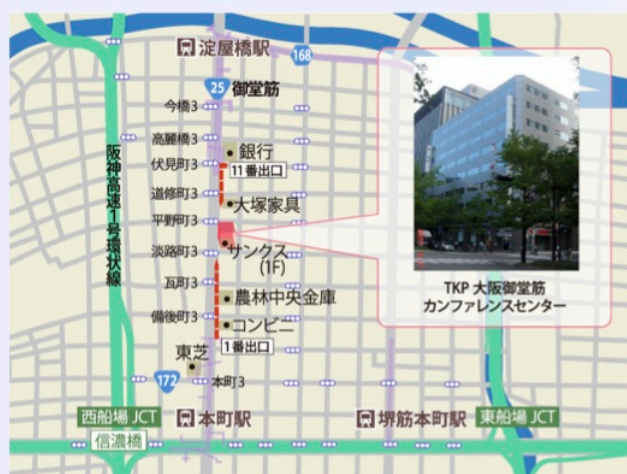 淀屋橋駅
168
25 御堂筋
今橋3
高麗橋3
銀行
伏見町3
11番出口
道修町3
大塚家具
平野町3
淡路町3
サンクス
(1F)
瓦町3
農林中央金庫
備後町3
コンビニ
1番出口
東芝
172
本町3
阪神高速1号環状線
TKP 大阪御堂筋
カンファレンスセンター
西船場 JCT
本町駅
堺筋本町駅
東船場 JCT
信濃橋